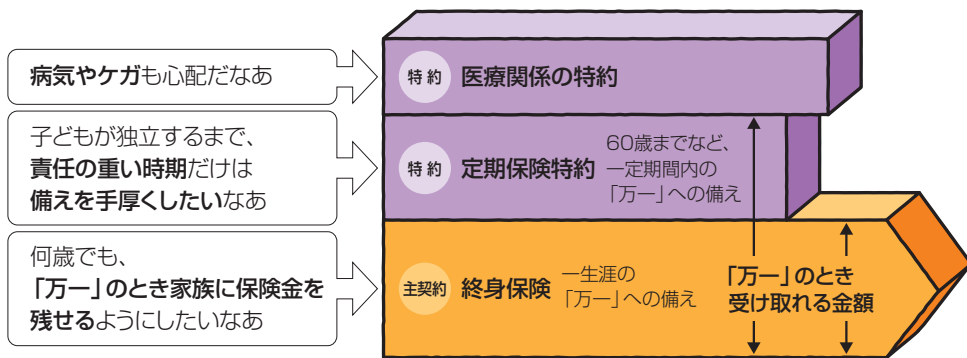 病気やケガも心配だなあ
特約 医療関係の特約
子どもが独立するまで、
責任の重い時期だけは
備えを手厚くしたいなあ
特約 定期保険特約
60歳までなど、
一定期間内の
「万一」への備え
何歳でも、
「万一」のとき家族に保険金を
残せるようにしたいなあ
主契約 終身保険
一生涯の
「万一」への備え
「万一」のとき
受け取れる金額